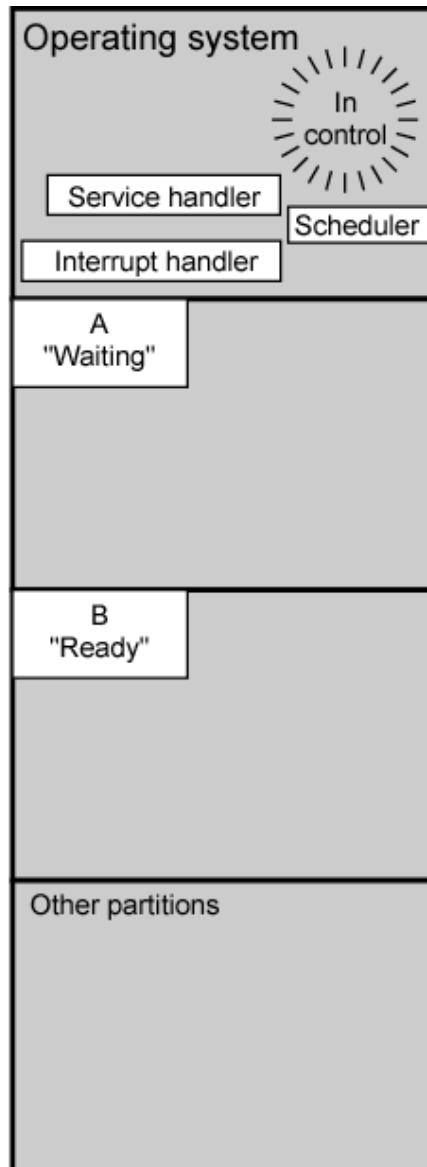 Operating system
In
control
Service handler
Scheduler
Interrupt handler
A
"Waiting"
B
"Ready"
Other partitions